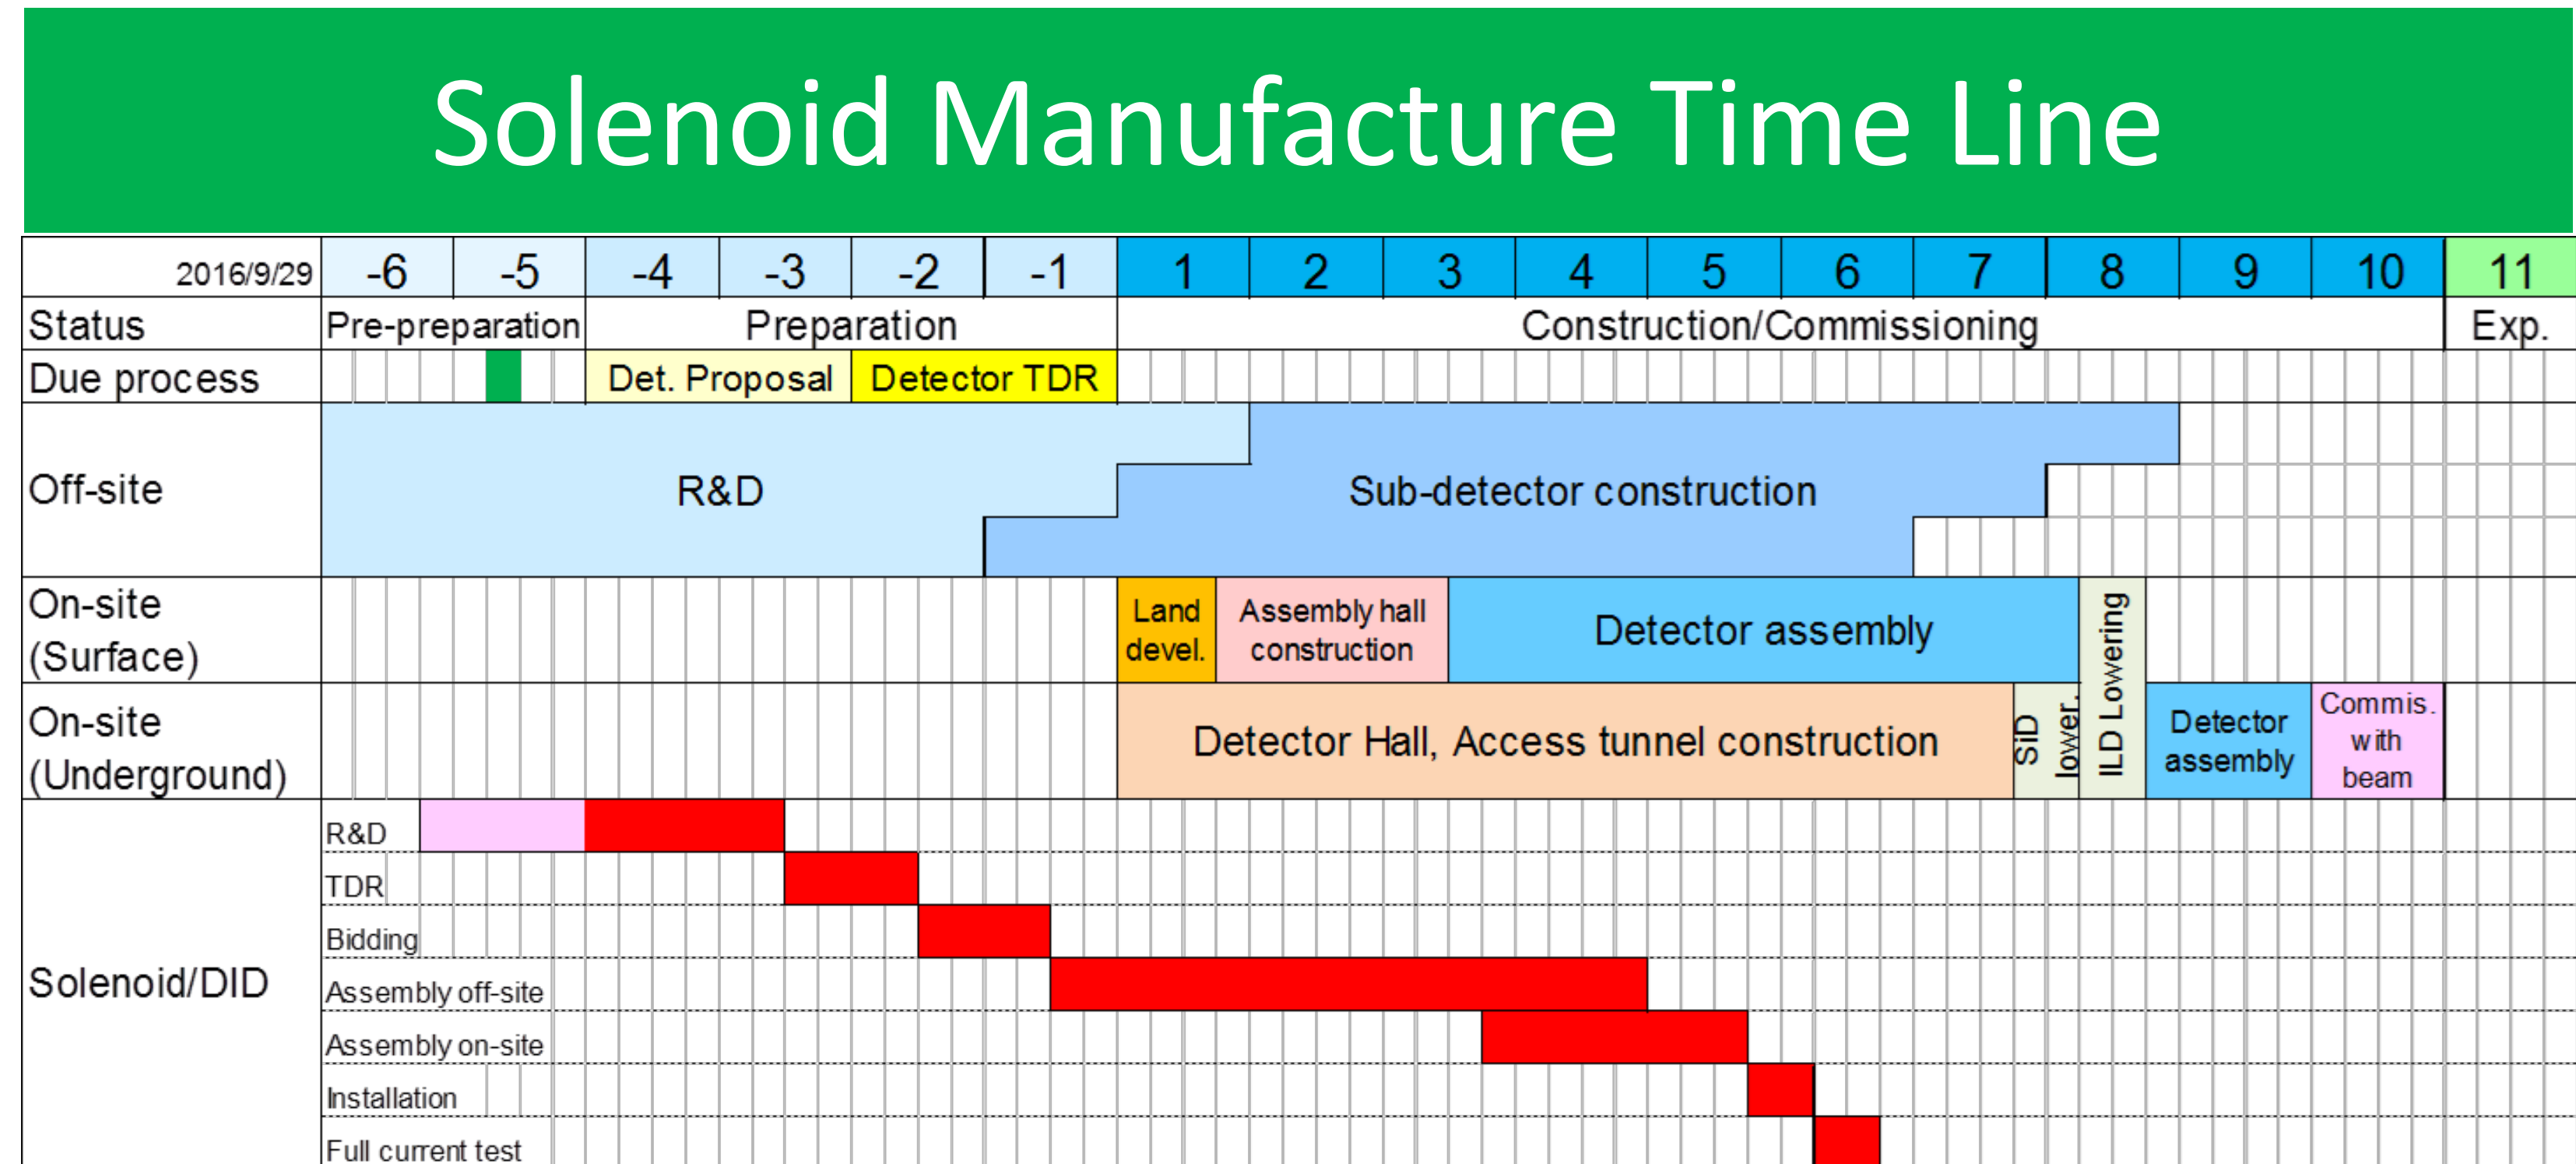 Solenoid Manufacture Time Line
2016/9/29 -6 -5 -4 -3 -2 -1 1 2 3 4 5 6 7 8 9 10 11
Status Pre-preparation Preparation Construction/Commissioning Exp.
Due process Det. Proposal Detector TDR
Off-site R&D Sub-detector construction
On-site
(Surface)
Land
devel.
Assembly hall
construction
Detector assembly
ILD Lowering
On-site
(Underground)
Detector Hall, Access tunnel construction
SiD
lower.
Detector
assembly
Commis.
with
beam
Solenoid/DID
R&D
TDR
Bidding
Assembly off-site
Assembly on-site
Installation
Full current test